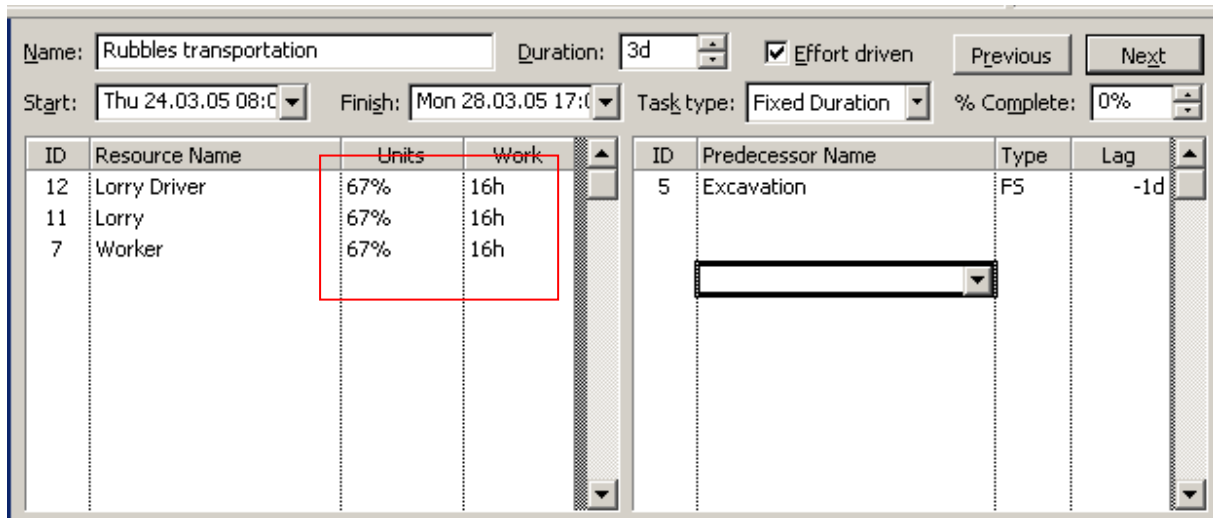 Name: Rubbles transportation Duration: 3d Effort driven Previous Next
Start: Thu 24.03.05 08:0 Finish: Mon 28.03.05 17:0 Task type: Fixed Duration % Complete: 0%
ID Resource Name Units Work ID Predecessor Name Type Lag
12 Lorry Driver 67% 16h 5 Excavation FS -1d
11 Lorry 67% 16h
7 Worker 67% 16h